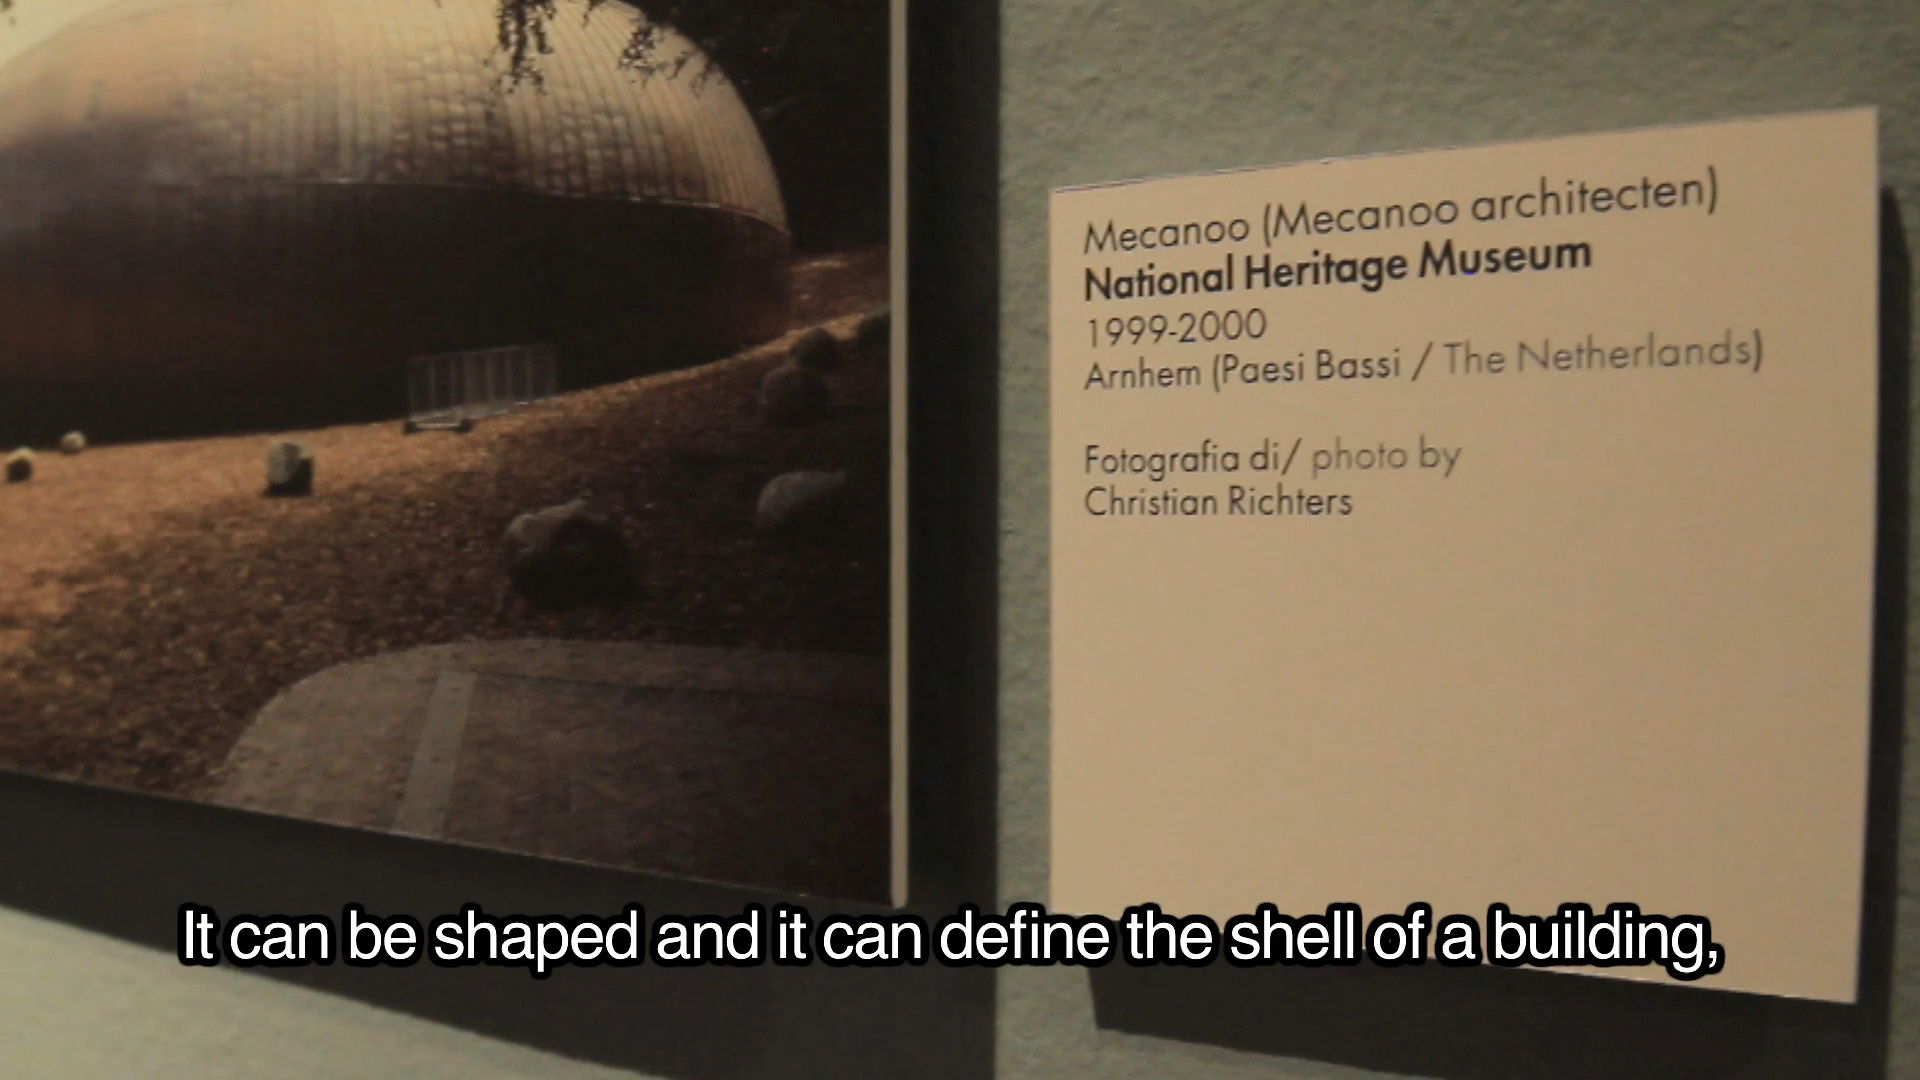 Mecanoo (Mecanoo architecten)
National Heritage Museum
1999-2000
Arnhem (Paesi Bassi / The Netherlands)
Fotografia di/ photo by
Christian Richters
It can be shaped and it can define the shell of a building,